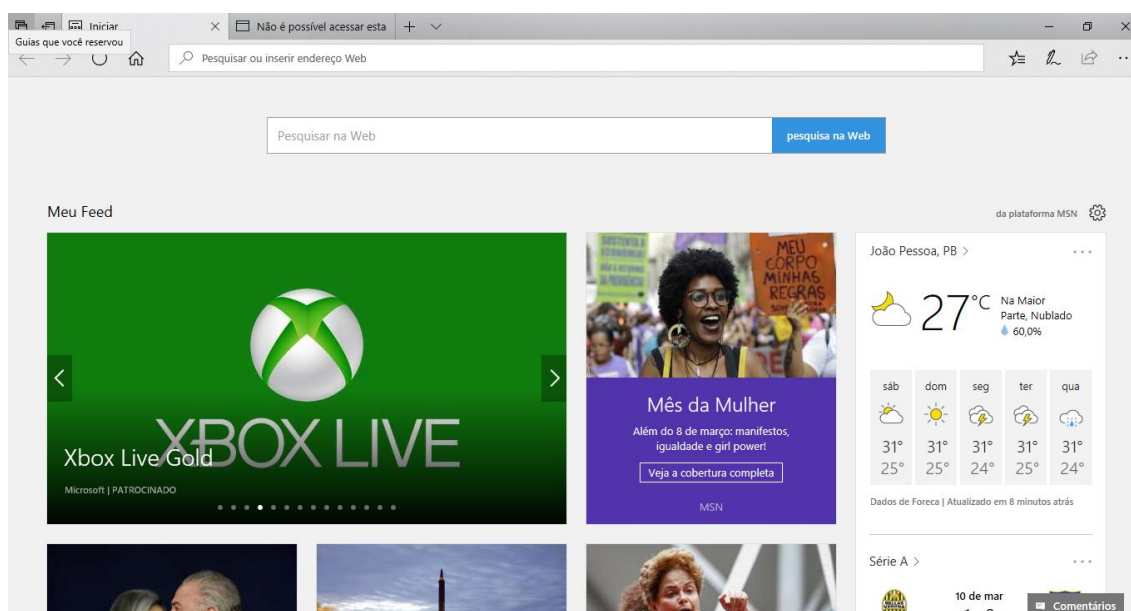 Iniciar
Não é possível acessar esta
Guias que você reservou
Pesquisar ou inserir endereço Web
Pesquisar na Web
pesquisa na Web
Meu Feed
da plataforma MSN
XBOX LIVE
Xbox Live Gold
Microsoft | PATROCINADO
MEU
CORPO
MINHAS
REGRAS
Mês da Mulher
Além do 8 de março: manifestos,
igualdade e girl power!
Veja a cobertura completa
MSN
João Pessoa, PB >
27°C
Na Maior
Parte, Nublado
60,0%
sáb dom seg ter qua
31° 31° 31° 31° 31°
25° 25° 24° 25° 24°
Dados de Foreca | Atualizado em 8 minutos atrás
Série A >
10 de mar
Comentários